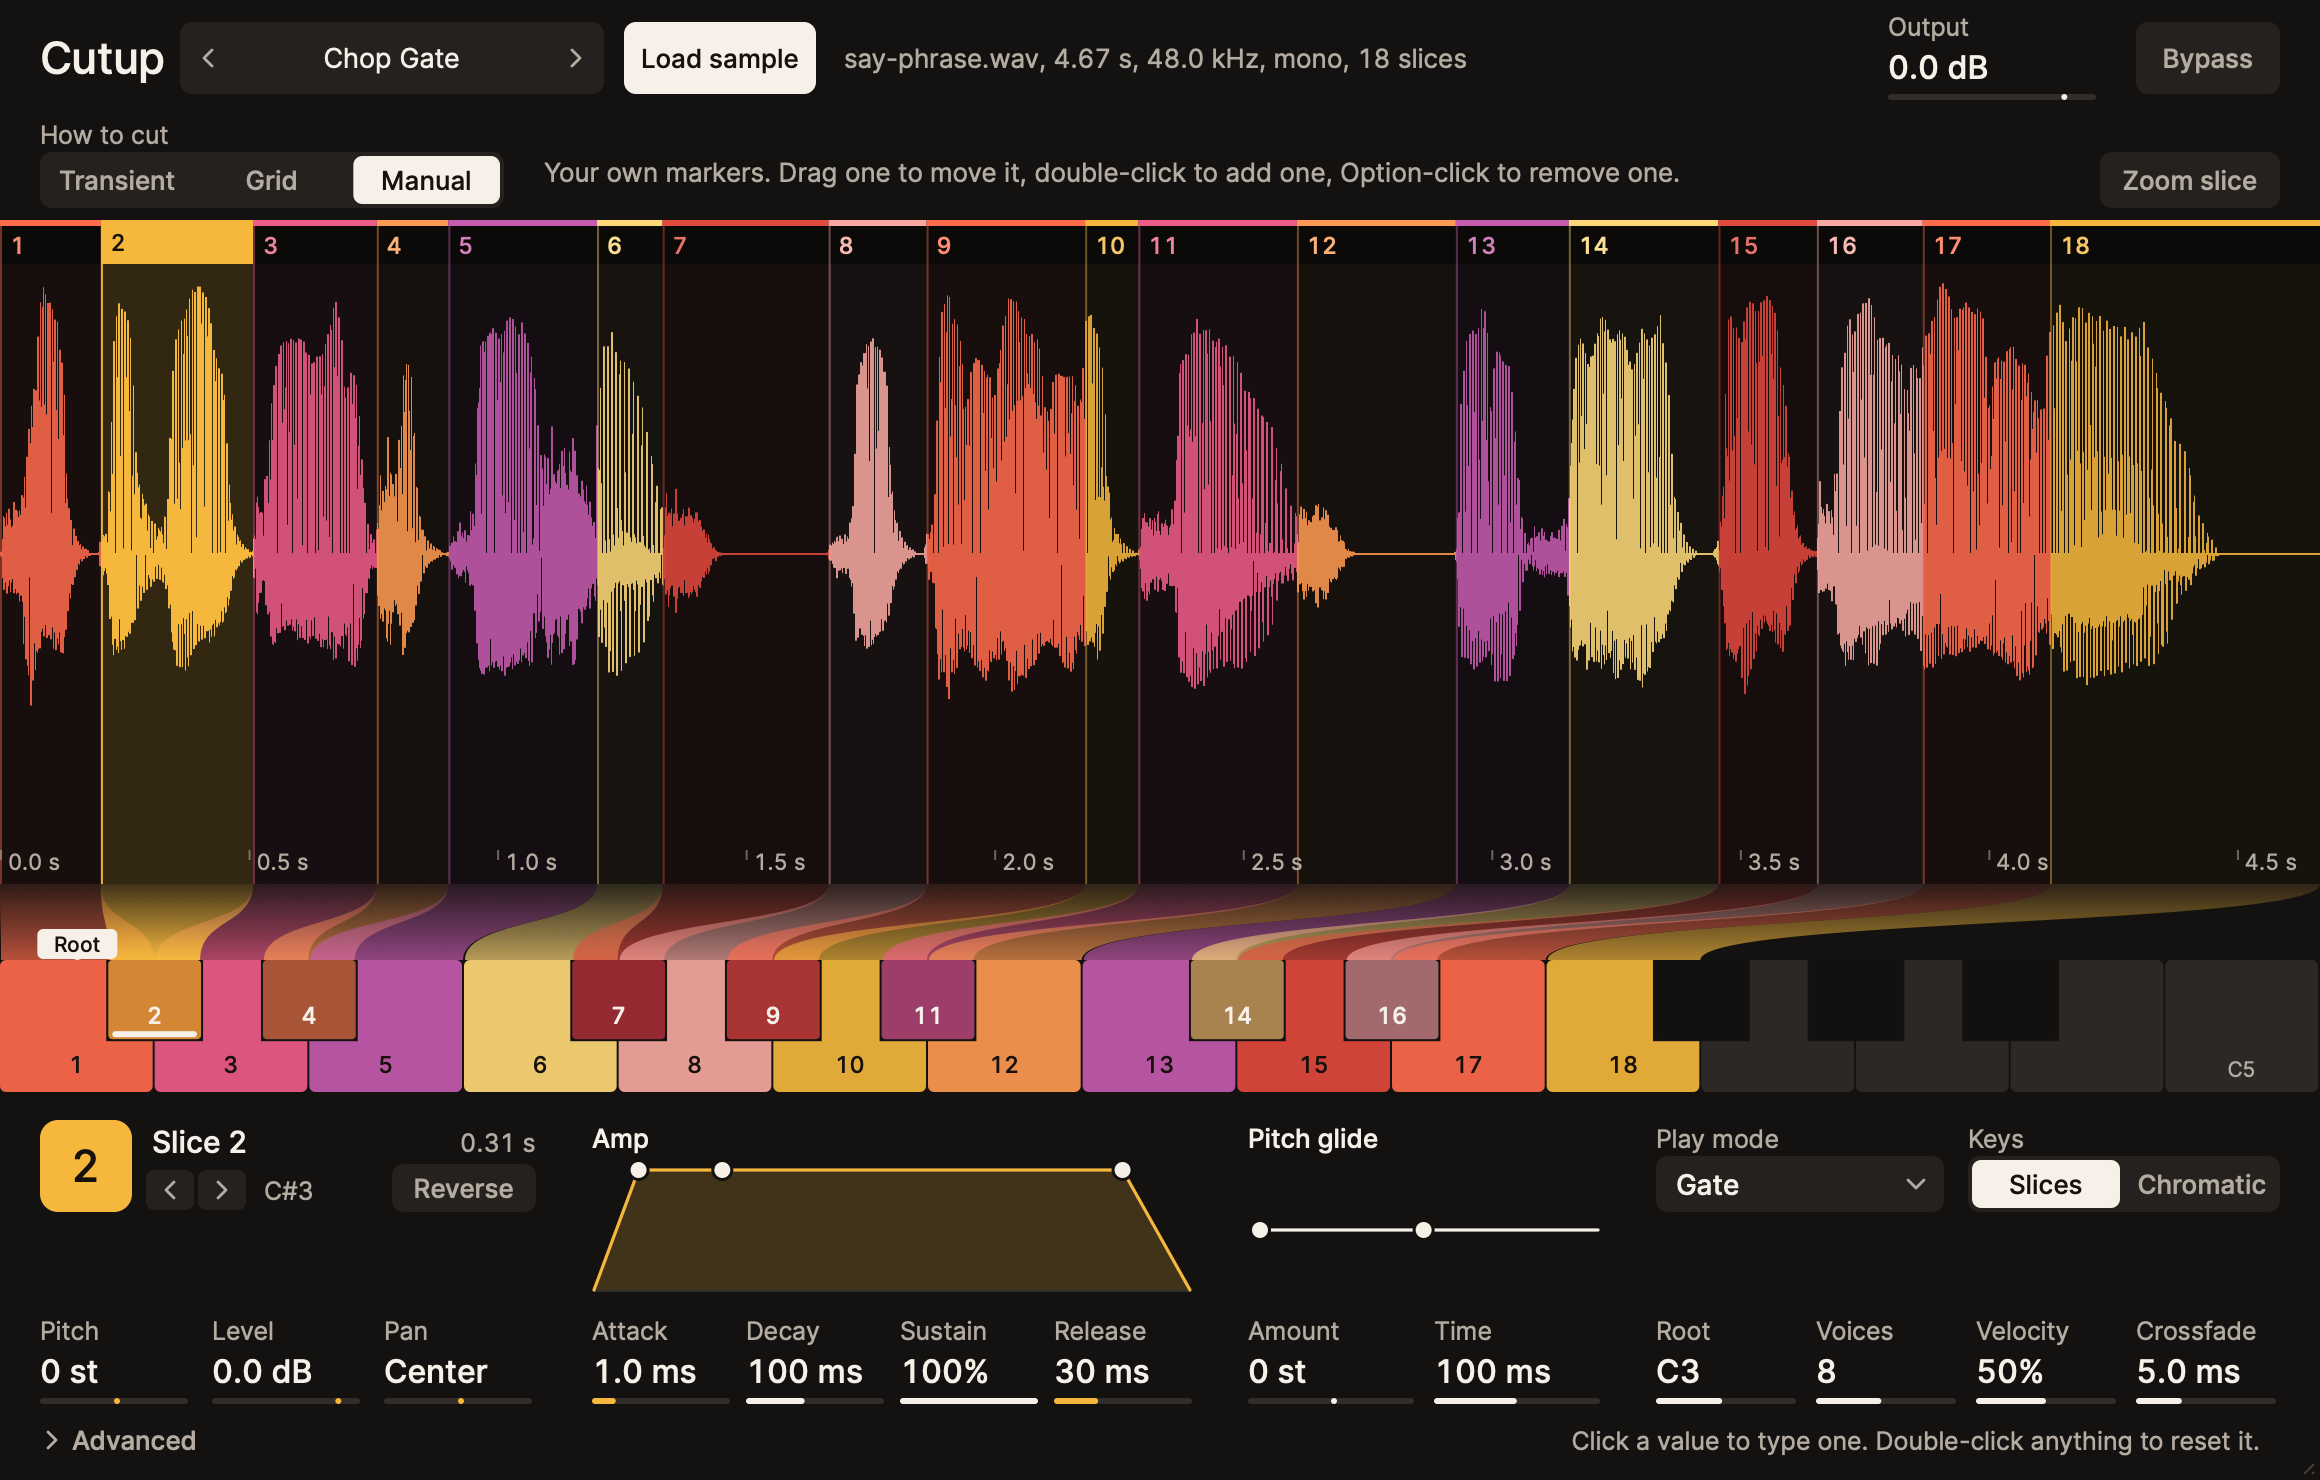 Cutup
Chop Gate
Load sample
say-phrase.wav, 4.67 s, 48.0 kHz, mono, 18 slices
Output
0.0 dB
Bypass
How to cut
Transient Grid Manual
Your own markers. Drag one to move it, double-click to add one, Option-click to remove one.
Zoom slice
1 2 3 4 5 6 7 8 9 10 11 12 13 14 15 16 17 18
0.0 s 0.5 s 1.0 s 1.5 s 2.0 s 2.5 s 3.0 s 3.5 s 4.0 s 4.5 s
Root
2 4 7 9 11 14 16
1 3 5 6 8 10 12 13 15 17 18 C5
2
Slice 2
0.31 s
C#3
Reverse
Amp
Pitch glide
Play mode
Gate
Keys
Slices Chromatic
Pitch Level Pan Attack Decay Sustain Release Amount Time Root Voices Velocity Crossfade
0 st 0.0 dB Center 1.0 ms 100 ms 100% 30 ms 0 st 100 ms C3 8 50% 5.0 ms
Advanced
Click a value to type one. Double-click anything to reset it.